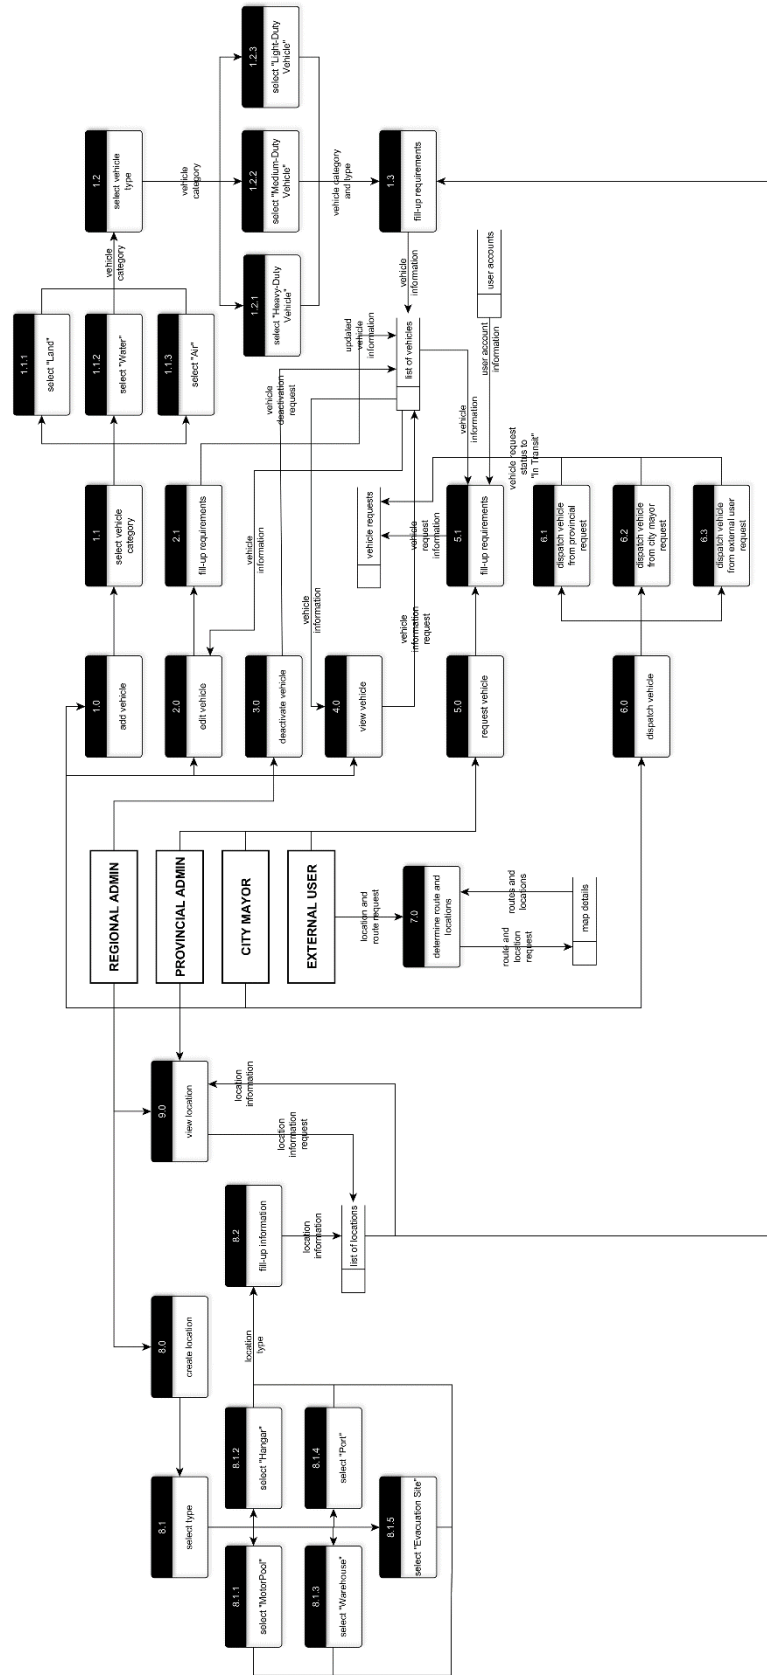 1.2.3
select "Light-Duty
Vehicle"
1.2
select vehicle
type
vehicle
category
1.2.2
select "Medium-Duty
Vehicle"
vehicle category
and type
1.3
fill-up requirements
1.2.1
select "Heavy-Duty
Vehicle"
vehicle
category
1.1.1
select "Land"
1.1.2
select "Water"
1.1.3
select "Air"
vehicle
information
user accounts
updated
vehicle
information
list of vehicles
user account
information
vehicle
deactivation
request
vehicle
information
vehicle request
status to
"In Transit"
1.1
select vehicle
category
2.1
fill-up requirements
vehicle
information
vehicle requests
vehicle
request
information
5.1
fill-up requirements
6.1
dispatch vehicle
from provincial
request
6.2
dispatch vehicle
from city mayor
request
6.3
dispatch vehicle
from external user
request
vehicle
information
vehicle
information
request
1.0
add vehicle
2.0
edit vehicle
3.0
deactivate vehicle
4.0
view vehicle
5.0
request vehicle
6.0
dispatch vehicle
REGIONAL ADMIN
PROVINCIAL ADMIN
CITY MAYOR
EXTERNAL USER
location and
route request
7.0
determine route and
locations
routes and
locations
route and
location
request
map details
9.0
view location
location
information
location
information
request
8.2
fill-up information
location
information
list of locations
8.0
create location
location
type
8.1
select type
8.1.2
select "Hangar"
8.1.4
select "Port"
8.1.1
select "MotorPool"
8.1.3
select "Warehouse"
8.1.5
select "Evacuation Site"